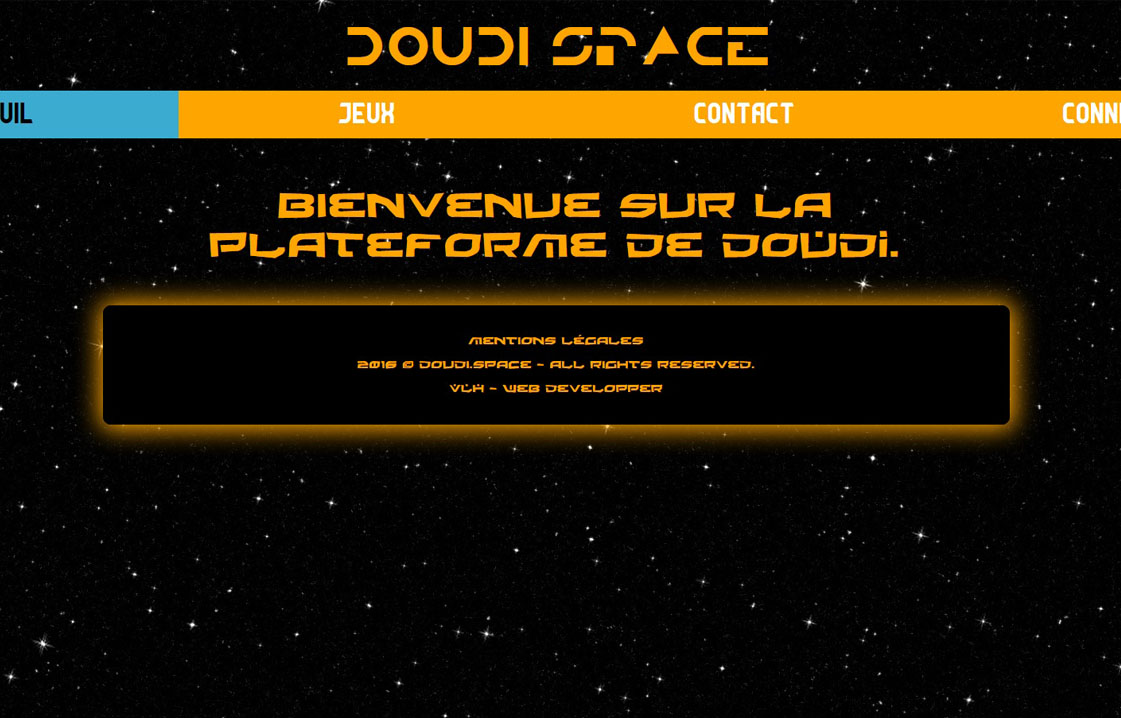 DOUDI SPACE
UIL JEUX CONTACT CONN
BIENVENUE SUR LA
PLATEFORME DE DOUDI.
MENTIONS LÉGALES
2016 © DOUDI.SPACE - ALL RIGHTS RESERVED.
VLH - WEB DEVELOPPER